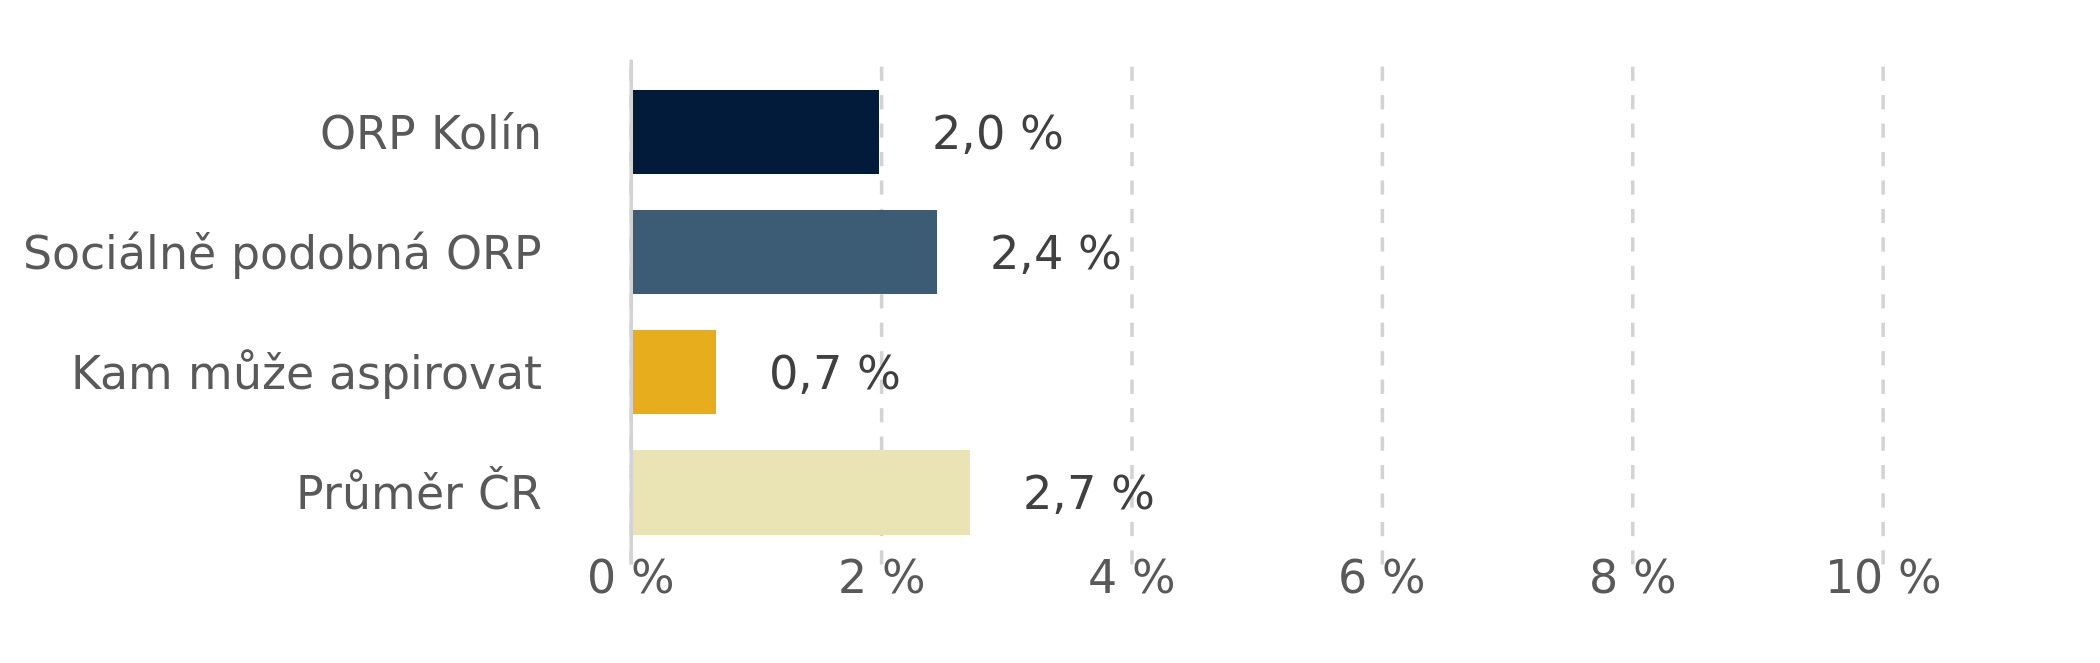 ORP Kolín 2,0 %
Sociálně podobná ORP 2,4 %
Kam může aspirovat 0,7 %
Průměr ČR 2,7 %
0 % 2 % 4 % 6 % 8 % 10 %